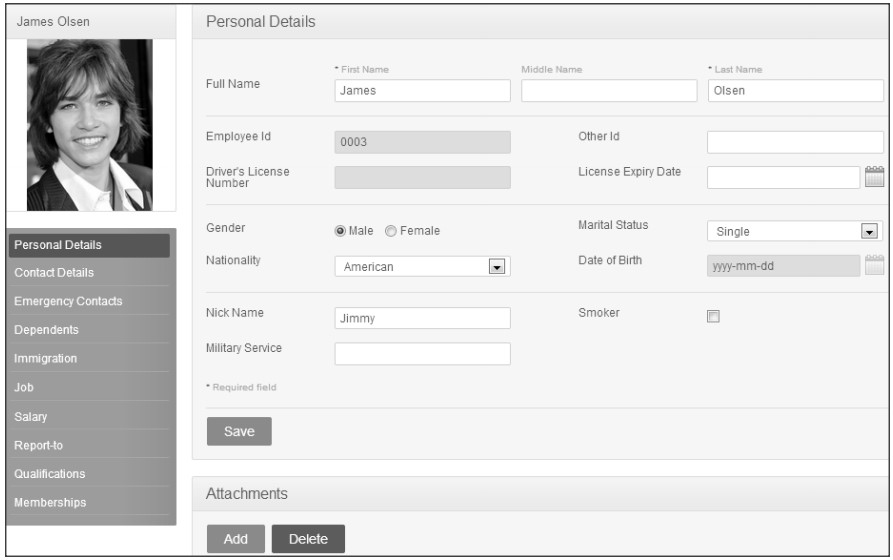 James Olsen
Personal Details
Contact Details
Emergency Contacts
Dependents
Immigration
Job
Salary
Report-to
Qualifications
Memberships
Personal Details
* First Name Middle Name * Last Name
Full Name James Olsen
Employee Id 0003 Other Id
Driver's License
Number
License Expiry Date
Gender Male Female Marital Status Single
Nationality American Date of Birth yyyy-mm-dd
Nick Name Jimmy Smoker
Military Service
* Required field
Save
Attachments
Add Delete